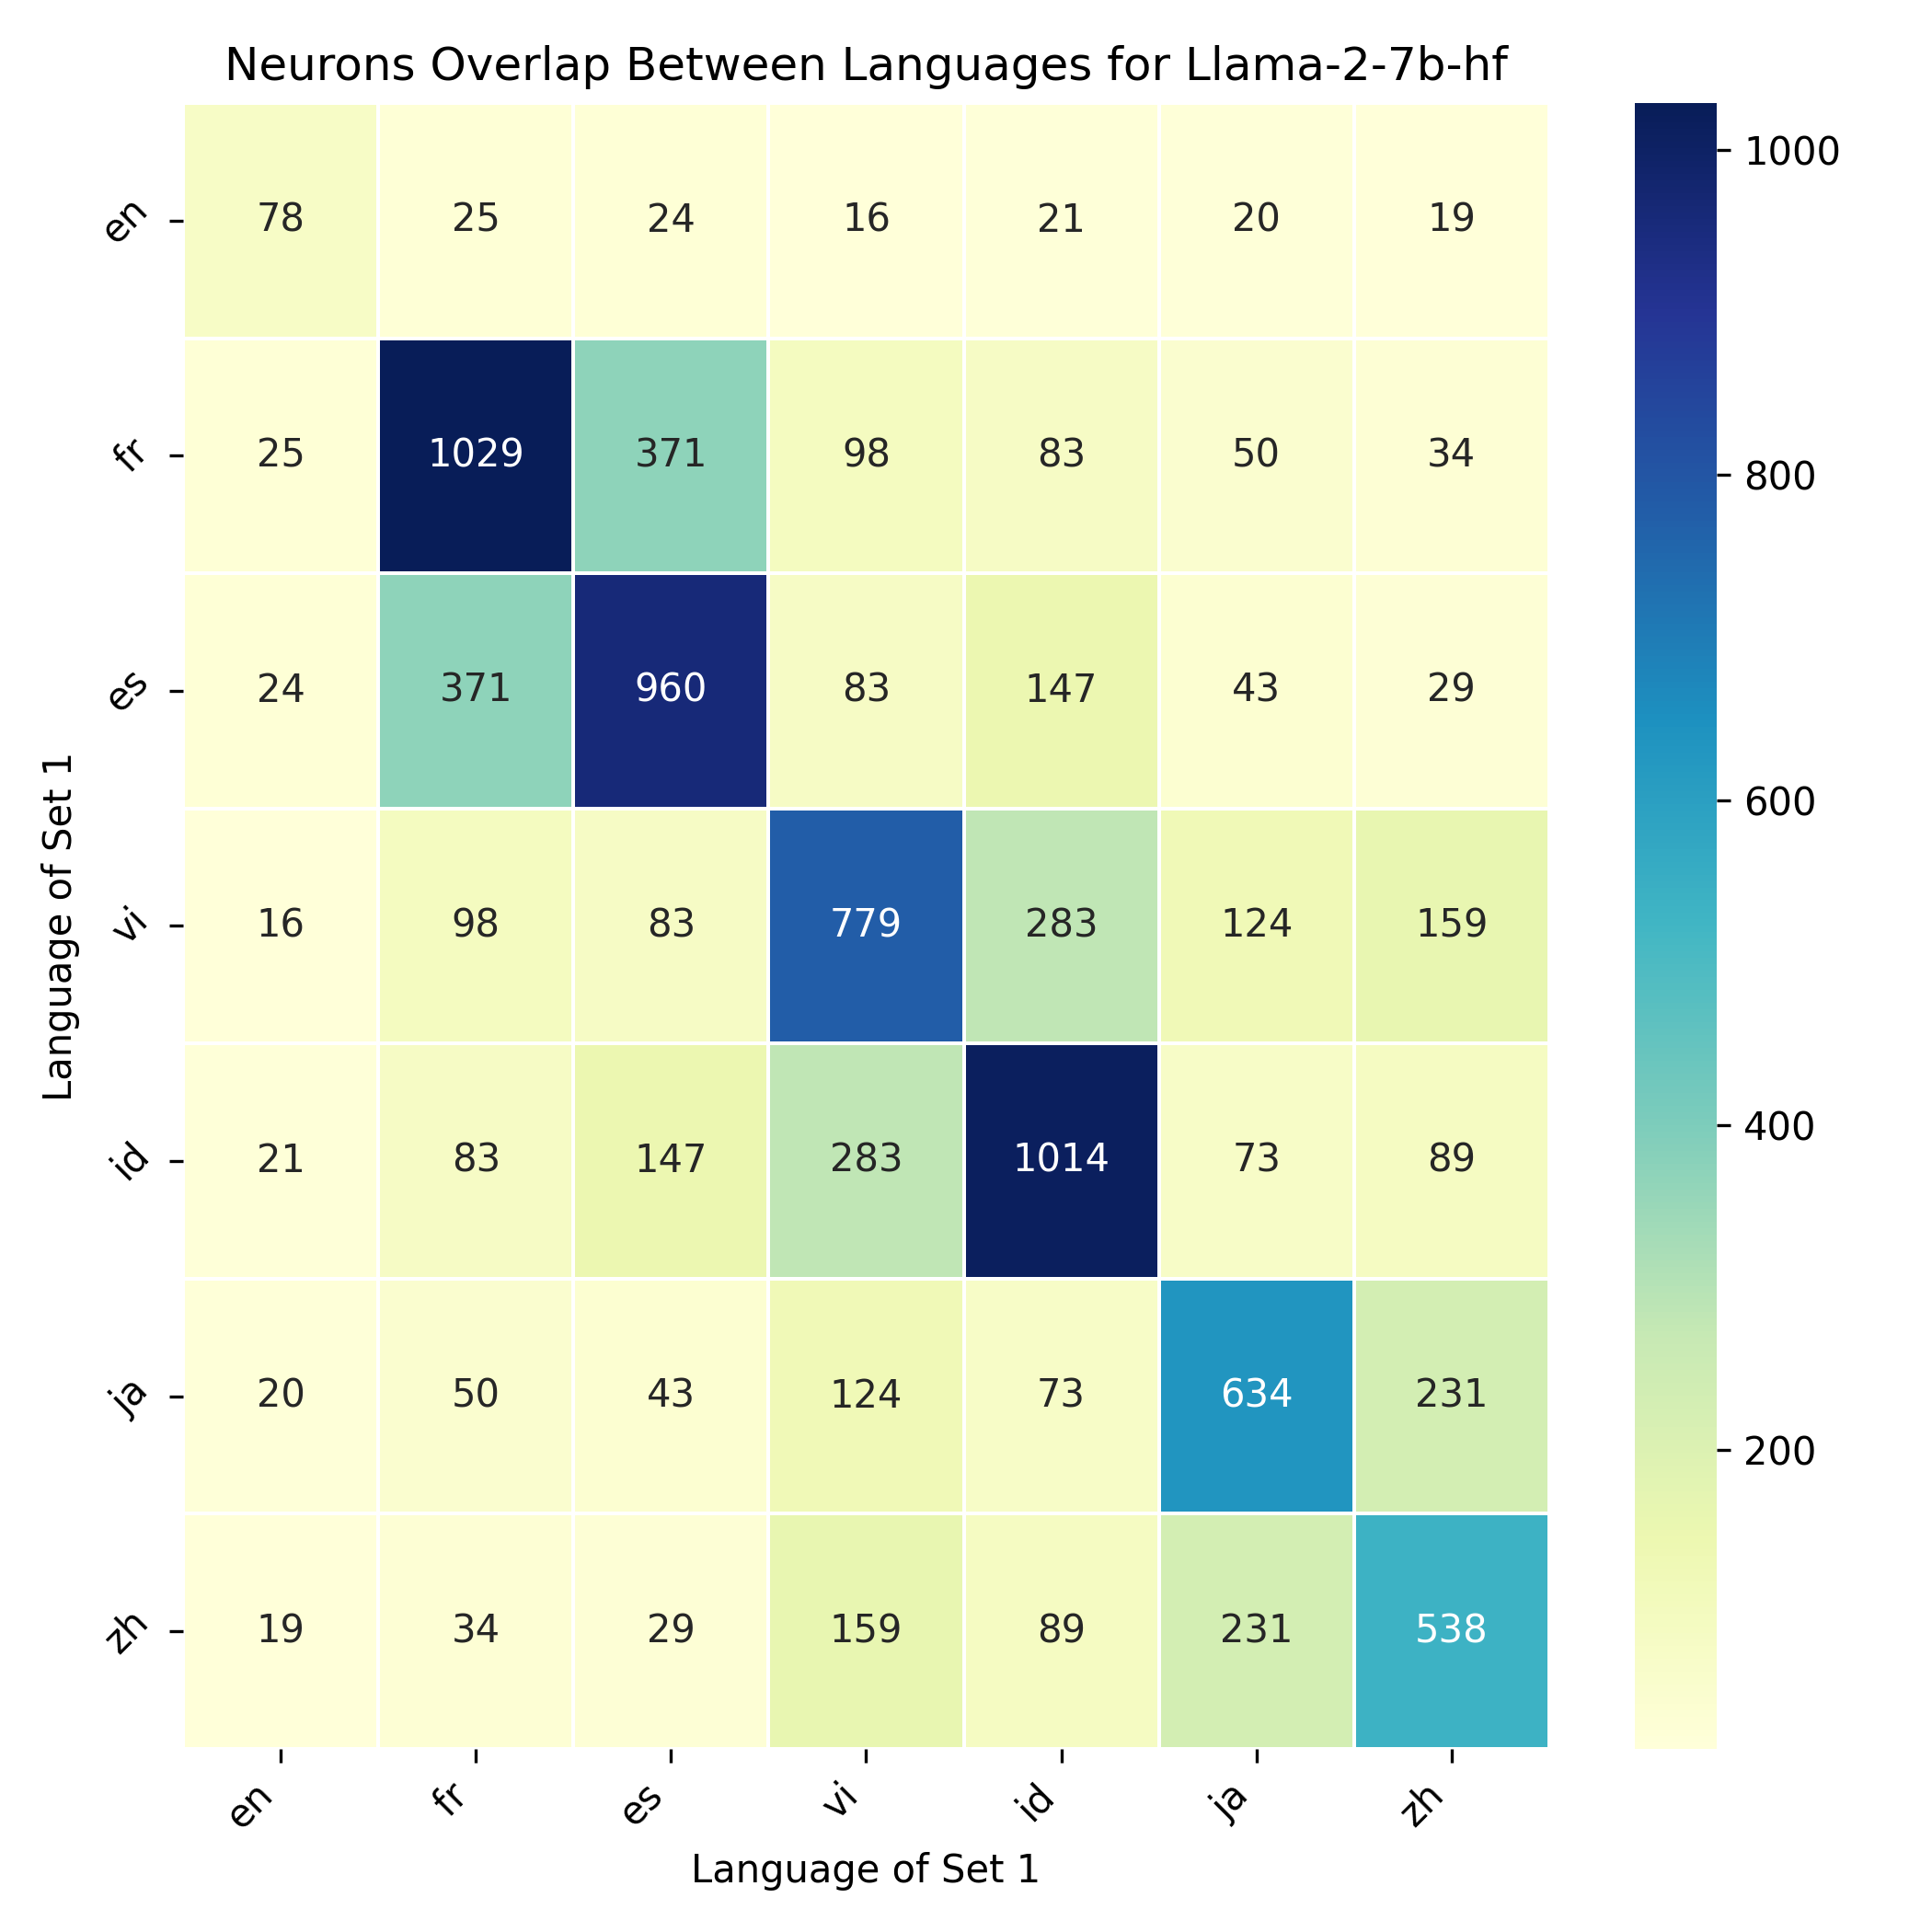 Neurons Overlap Between Languages for Llama-2-7b-hf
en 78 25 24 16 21 20 19
fr 25 1029 371 98 83 50 34
es 24 371 960 83 147 43 29
vi 16 98 83 779 283 124 159
id 21 83 147 283 1014 73 89
ja 20 50 43 124 73 634 231
zh 19 34 29 159 89 231 538
en fr es vi id ja zh
Language of Set 1
Language of Set 1
1000
800
600
400
200